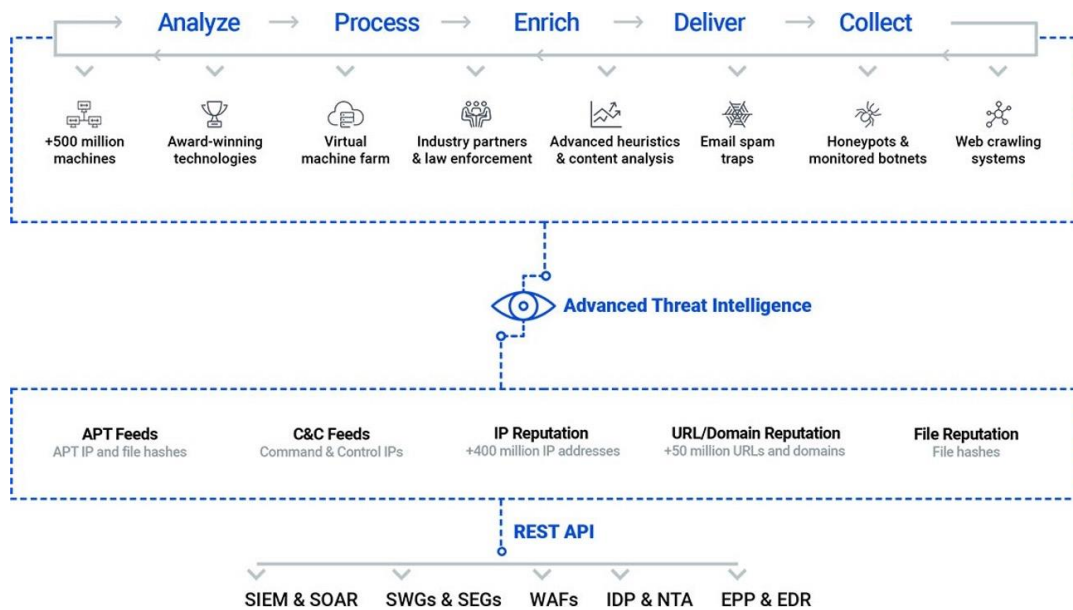 Analyze
Process
Enrich
Deliver
Collect
+500 million
machines
Award-winning
technologies
Virtual
machine farm
Industry partners
& law enforcement
Advanced heuristics
& content analysis
Email spam
traps
Honeypots &
monitored botnets
Web crawling
systems
Advanced Threat Intelligence
APT Feeds
APT IP and file hashes
C&C Feeds
Command & Control IPs
IP Reputation
+400 million IP addresses
URL/Domain Reputation
+50 million URLs and domains
File Reputation
File hashes
REST API
SIEM & SOAR
SWGs & SEGs
WAFs
IDP & NTA
EPP & EDR